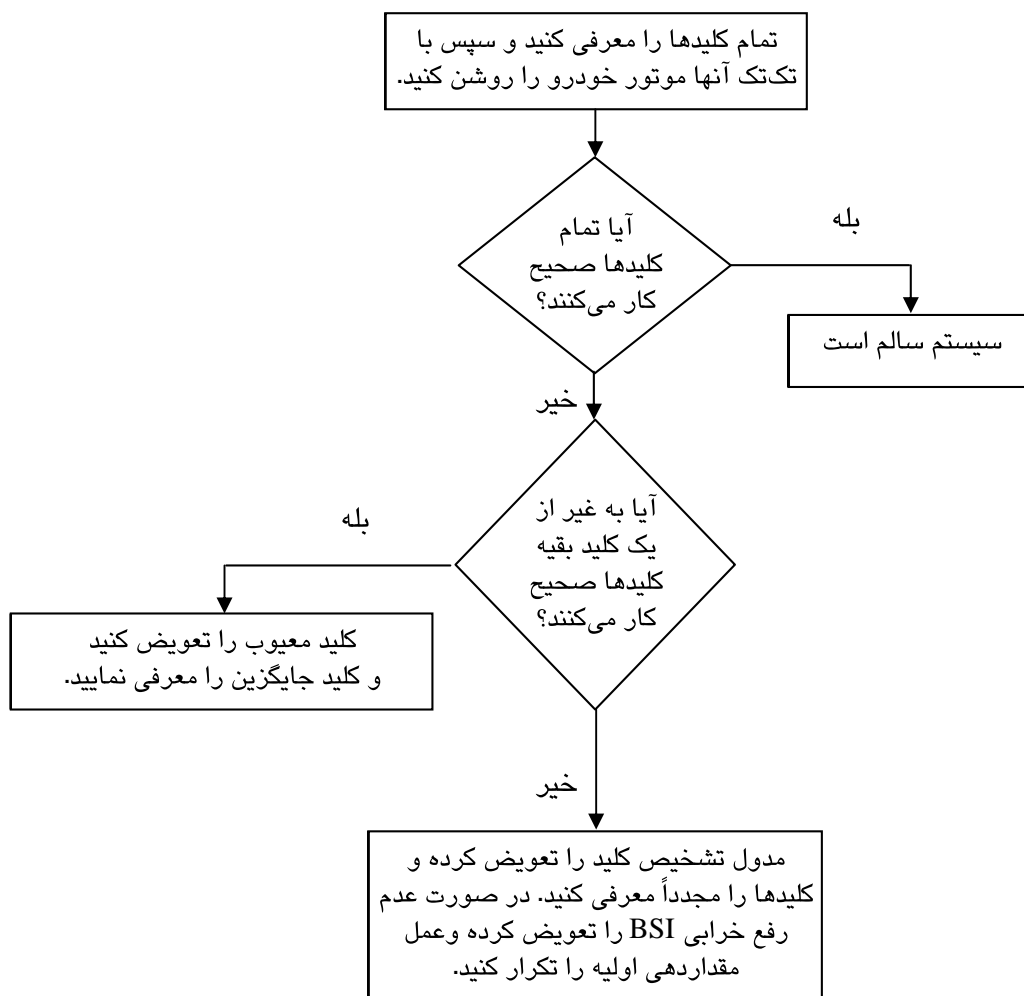 تمام کلیدها را معرفی کنید و سپس با
تک‌تک آنها موتور خودرو را روشن کنید.
آیا تمام
کلیدها صحیح
کار می‌کنند؟
بله
سیستم سالم است
خیر
آیا به غیر از
یک کلید بقیه
کلیدها صحیح
کار می‌کنند؟
بله
کلید معیوب را تعویض کنید
و کلید جایگزین را معرفی نمایید.
خیر
مدول تشخیص کلید را تعویض کرده و
کلیدها را مجدداً معرفی کنید. در صورت عدم
رفع خرابی BSI را تعویض کرده وعمل
مقداردهی اولیه را تکرار کنید.